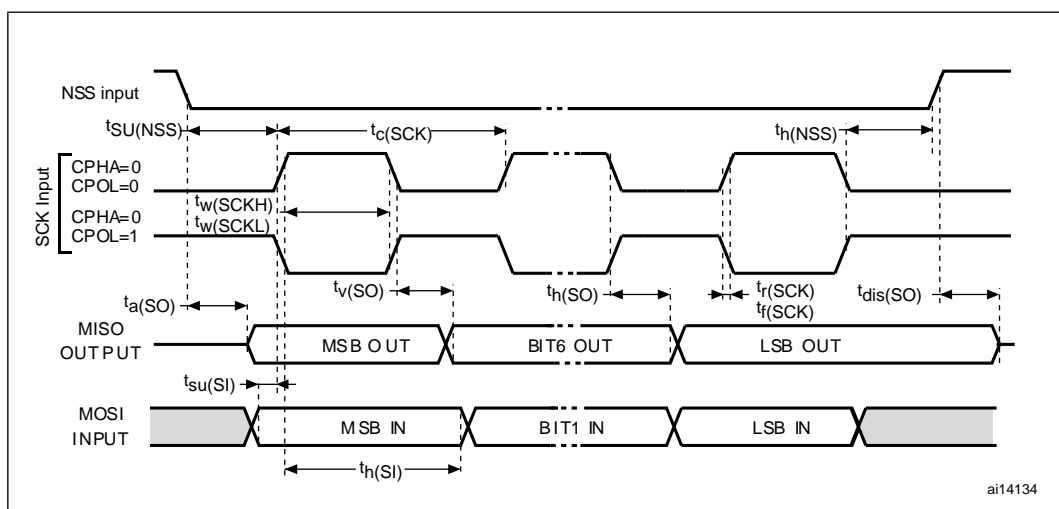 NSS input
tSU(NSS)
tc(SCK)
th(NSS)
SCK Input
CPHA=0
CPOL=0
tw(SCKH)
CPHA=0
tw(SCKL)
CPOL=1
ta(SO)
tv(SO)
th(SO)
tr(SCK)
tf(SCK)
tdis(SO)
MISO
OUTPUT
MSB OUT
BIT6 OUT
LSB OUT
tsu(SI)
MOSI
INPUT
MSB IN
BIT1 IN
LSB IN
th(SI)
ai14134